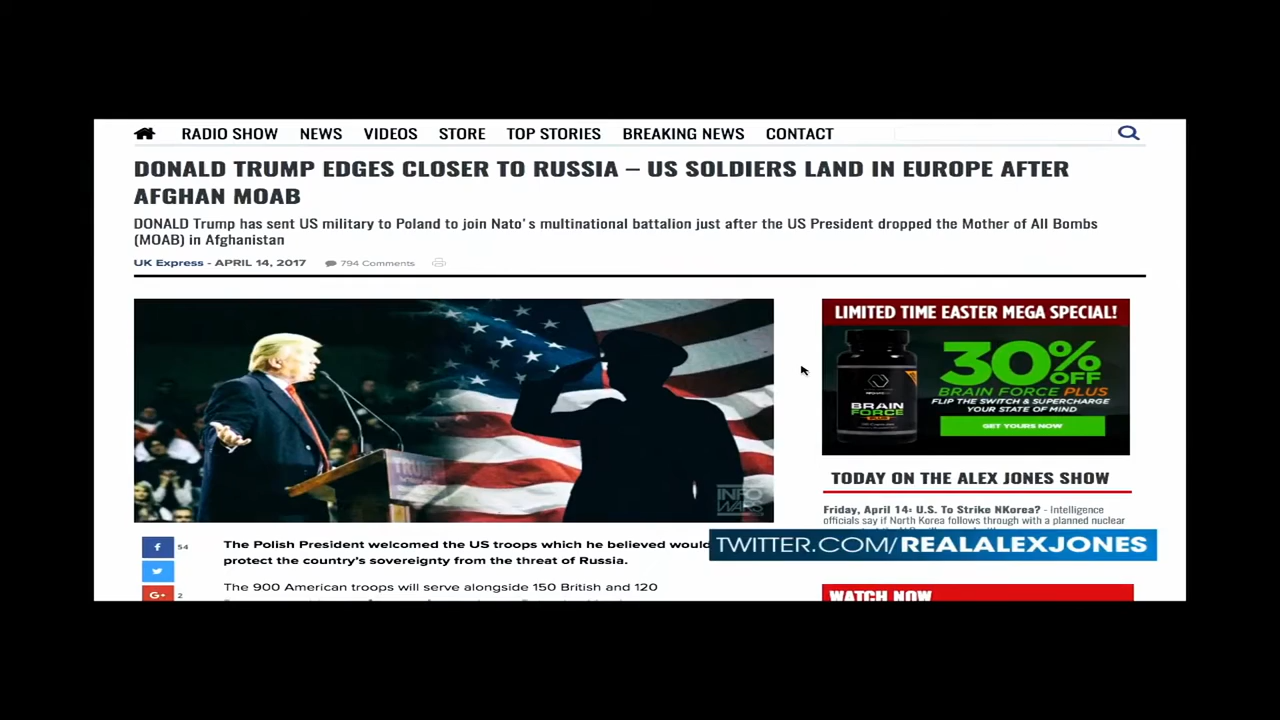 RADIO SHOW NEWS VIDEOS STORE TOP STORIES BREAKING NEWS CONTACT
DONALD TRUMP EDGES CLOSER TO RUSSIA – US SOLDIERS LAND IN EUROPE AFTER
AFGHAN MOAB
DONALD Trump has sent US military to Poland to join Nato's multinational battalion just after the US President dropped the Mother of All Bombs
(MOAB) in Afghanistan
UK Express - APRIL 14, 2017 794 Comments
TRUMP
INFO
WARS
LIMITED TIME EASTER MEGA SPECIAL!
30%
OFF
BRAIN FORCE PLUS
FLIP THE SWITCH & SUPERCHARGE
YOUR STATE OF MIND
GET YOURS NOW
BRAIN
FORCE
PLUS
TODAY ON THE ALEX JONES SHOW
Friday, April 14: U.S. To Strike NKorea? - Intelligence
officials say if North Korea follows through with a planned nuclear
TWITTER.COM/REALALEXJONES
WATCH NOW
f 54
The Polish President welcomed the US troops which he believed would
protect the country's sovereignty from the threat of Russia.
G+ 2
The 900 American troops will serve alongside 150 British and 120